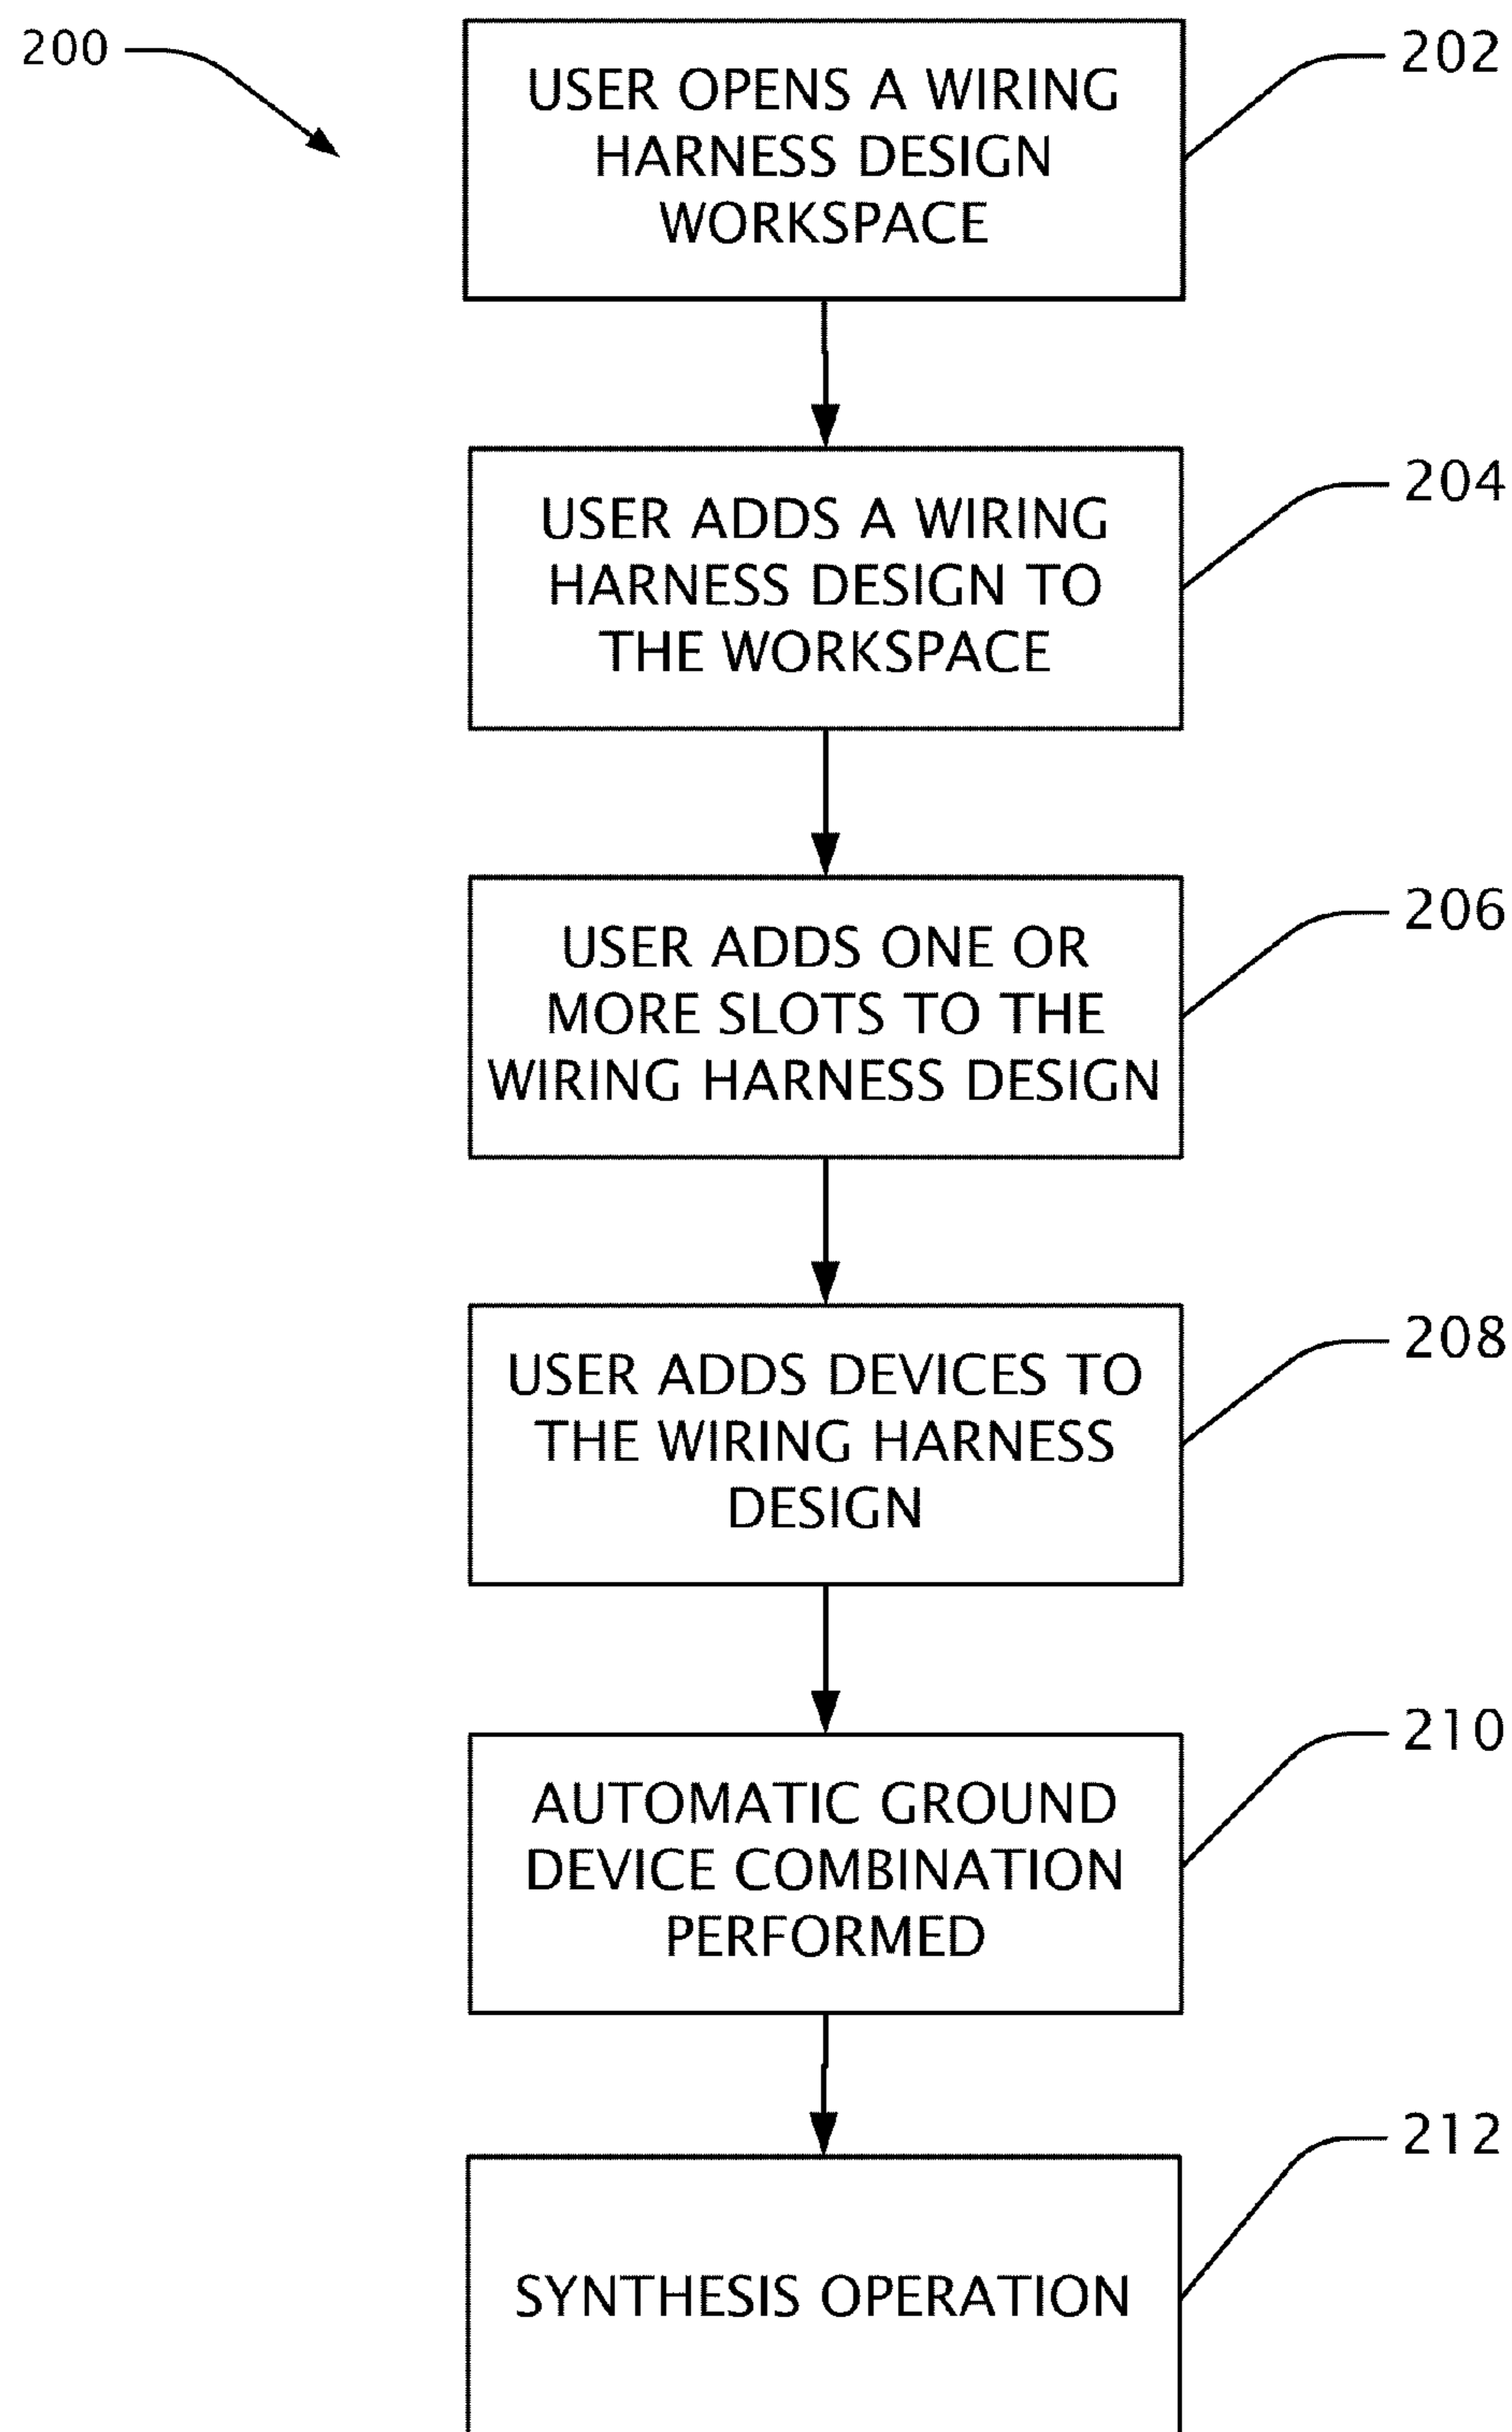 200
202
USER OPENS A WIRING
HARNESS DESIGN
WORKSPACE
204
USER ADDS A WIRING
HARNESS DESIGN TO
THE WORKSPACE
206
USER ADDS ONE OR
MORE SLOTS TO THE
WIRING HARNESS DESIGN
208
USER ADDS DEVICES TO
THE WIRING HARNESS
DESIGN
210
AUTOMATIC GROUND
DEVICE COMBINATION
PERFORMED
212
SYNTHESIS OPERATION